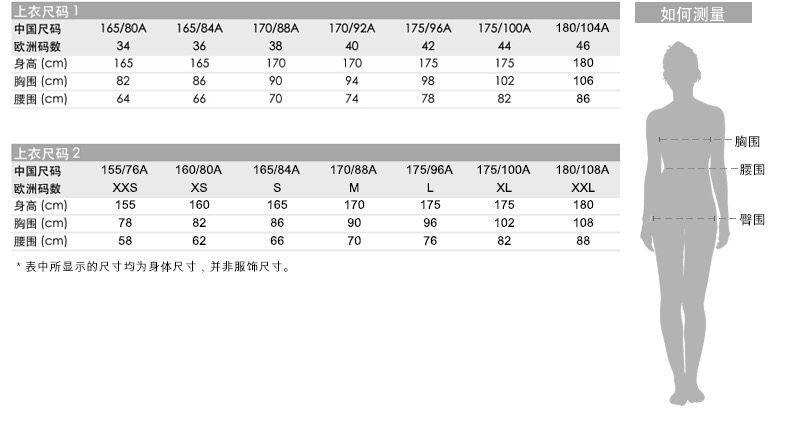 上衣尺码 1
中国尺码 165/80A 165/84A 170/88A 170/92A 175/96A 175/100A 180/104A
欧洲码数 34 36 38 40 42 44 46
身高 (cm) 165 165 170 170 175 175 180
胸围 (cm) 82 86 90 94 98 102 106
腰围 (cm) 64 66 70 74 78 82 86
上衣尺码 2
中国尺码 155/76A 160/80A 165/84A 170/88A 175/96A 175/100A 180/108A
欧洲码数 XXS XS S M L XL XXL
身高 (cm) 155 160 165 170 175 175 180
胸围 (cm) 78 82 86 90 96 102 108
腰围 (cm) 58 62 66 70 76 82 88
* 表中所显示的尺寸均为身体尺寸，并非服饰尺寸。
如何测量
胸围
腰围
臀围